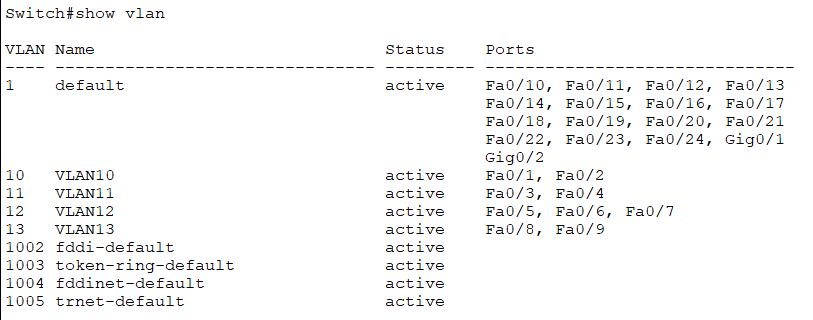 Switch#show vlan
VLAN Name                             Status    Ports
---- -------------------------------- --------- -------------------------------
1    default                          active    Fa0/10, Fa0/11, Fa0/12, Fa0/13
                                                Fa0/14, Fa0/15, Fa0/16, Fa0/17
                                                Fa0/18, Fa0/19, Fa0/20, Fa0/21
                                                Fa0/22, Fa0/23, Fa0/24, Gig0/1
                                                Gig0/2
10   VLAN10                           active    Fa0/1, Fa0/2
11   VLAN11                           active    Fa0/3, Fa0/4
12   VLAN12                           active    Fa0/5, Fa0/6, Fa0/7
13   VLAN13                           active    Fa0/8, Fa0/9
1002 fddi-default                     active
1003 token-ring-default               active
1004 fddinet-default                  active
1005 trnet-default                    active